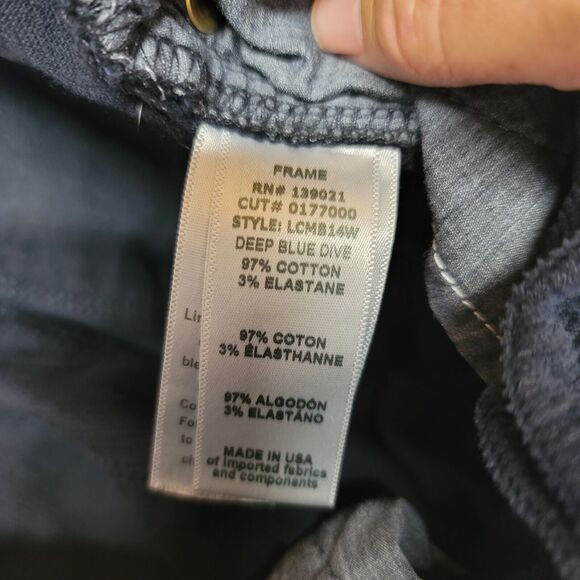 FRAME
RN# 139021
CUT# 0177000
STYLE: LCMB14W
DEEP BLUE DIVE
97% COTTON
3% ELASTANE
97% COTON
3% ÉLASTHANNE
97% ALGODÓN
3% ELASTANO
MADE IN USA
of imported fabrics
and components